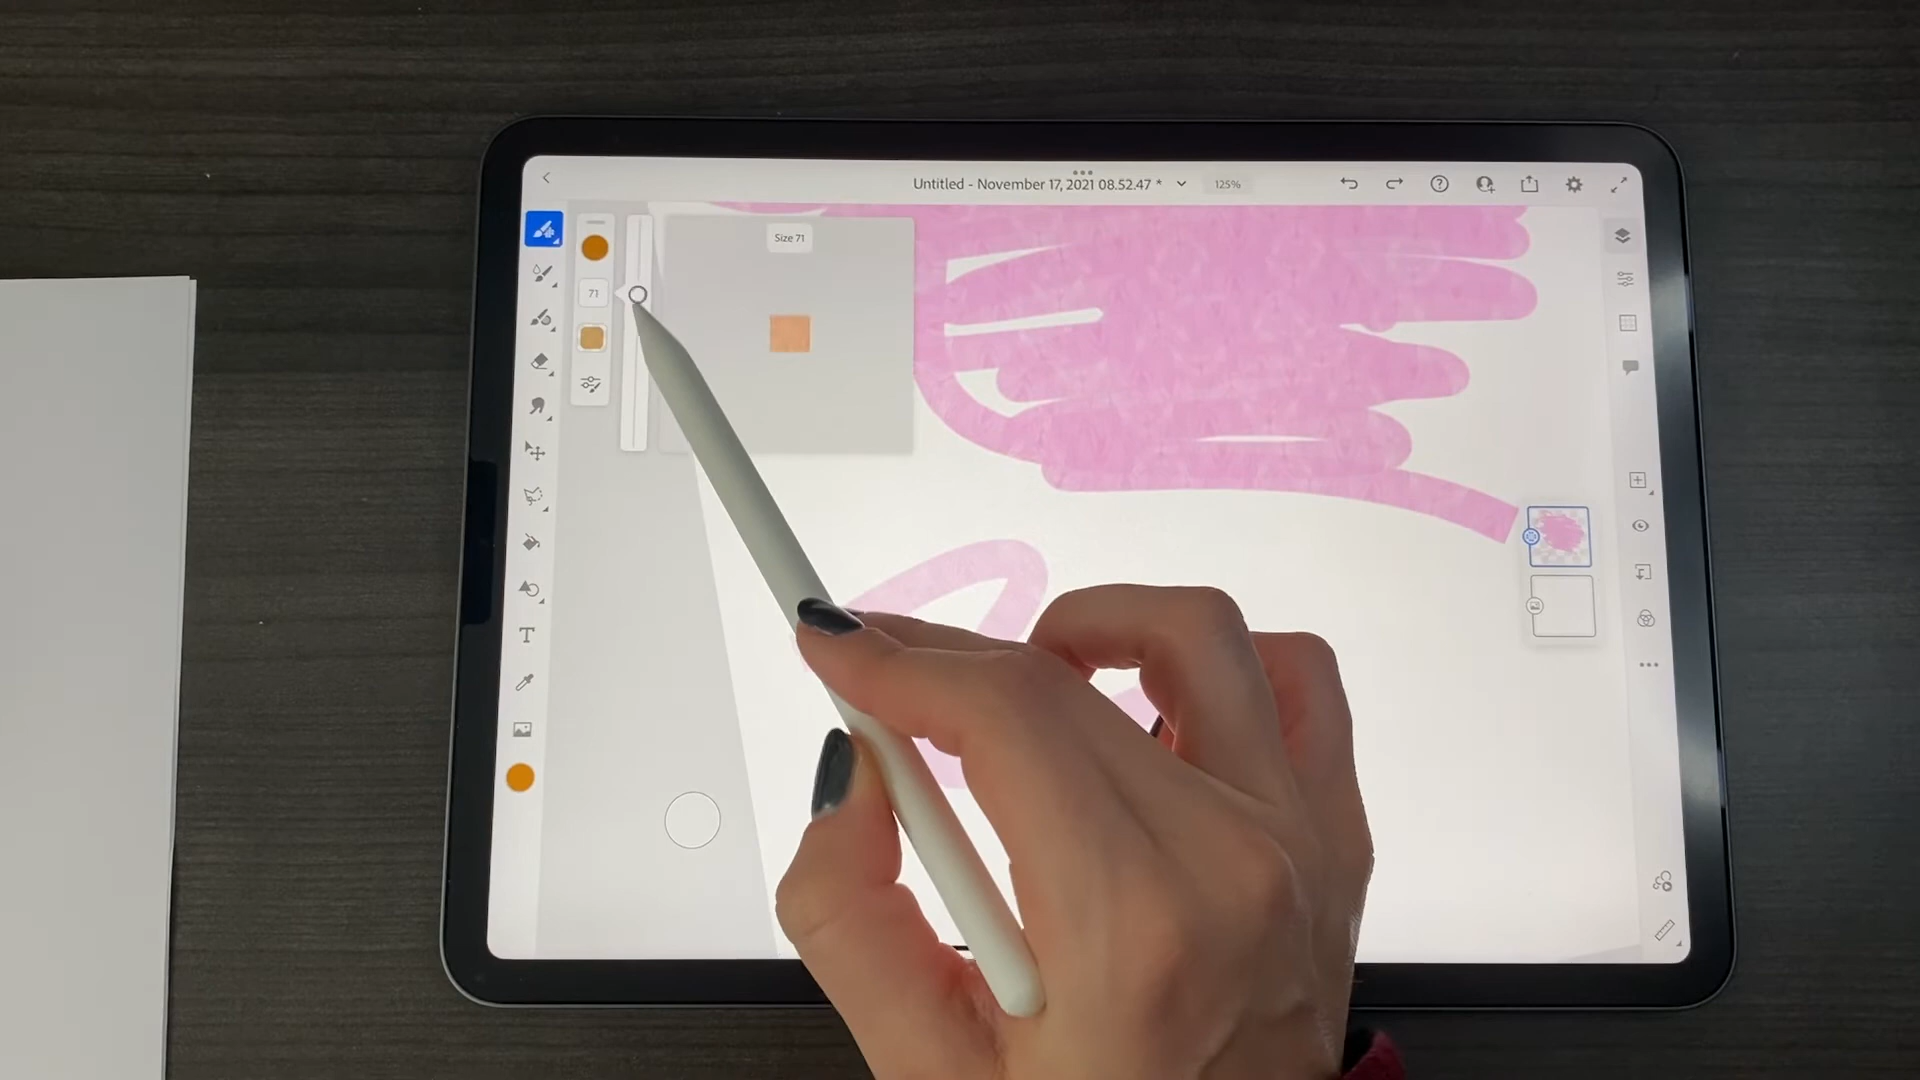 Untitled - November 17, 2021 08.52.47 *
125%
Size 71
71
T